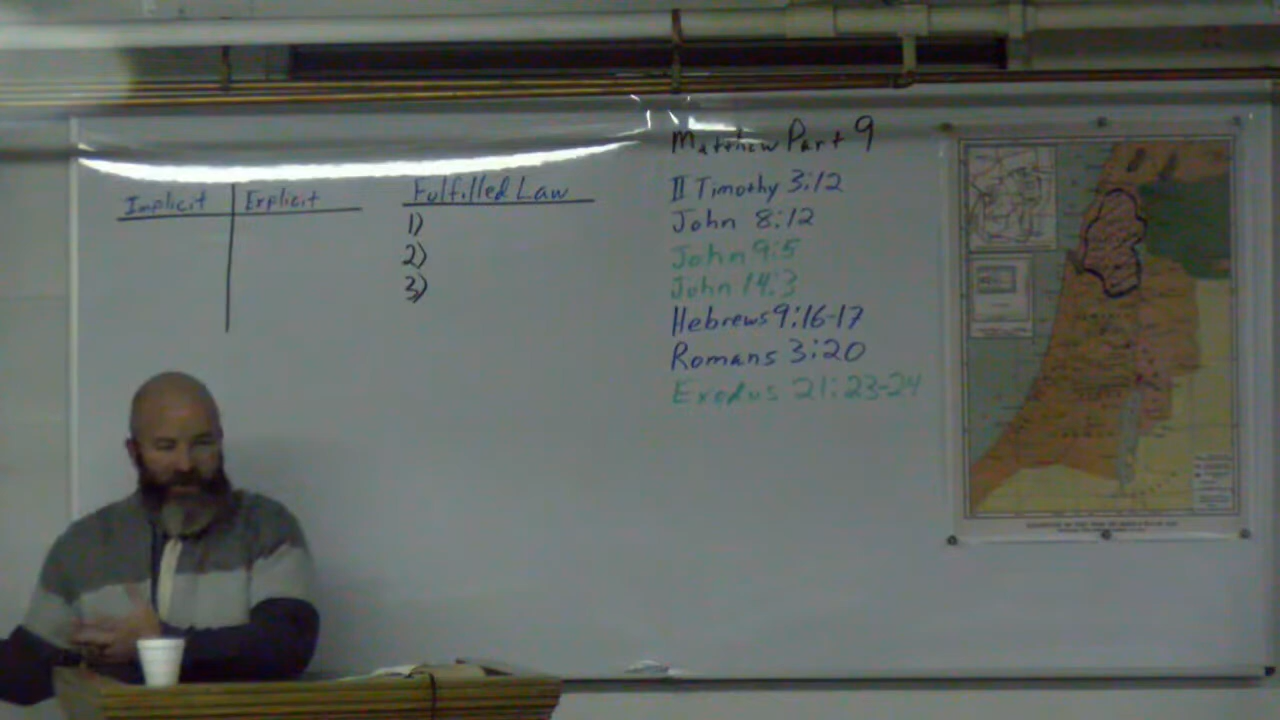 Implicit Explicit
Fulfilled Law
1)
2)
3)
Matthew Part 9
II Timothy 3:12
John 8:12
John 9:5
John 14:3
Hebrews 9:16-17
Romans 3:20
Exodus 21:23-24